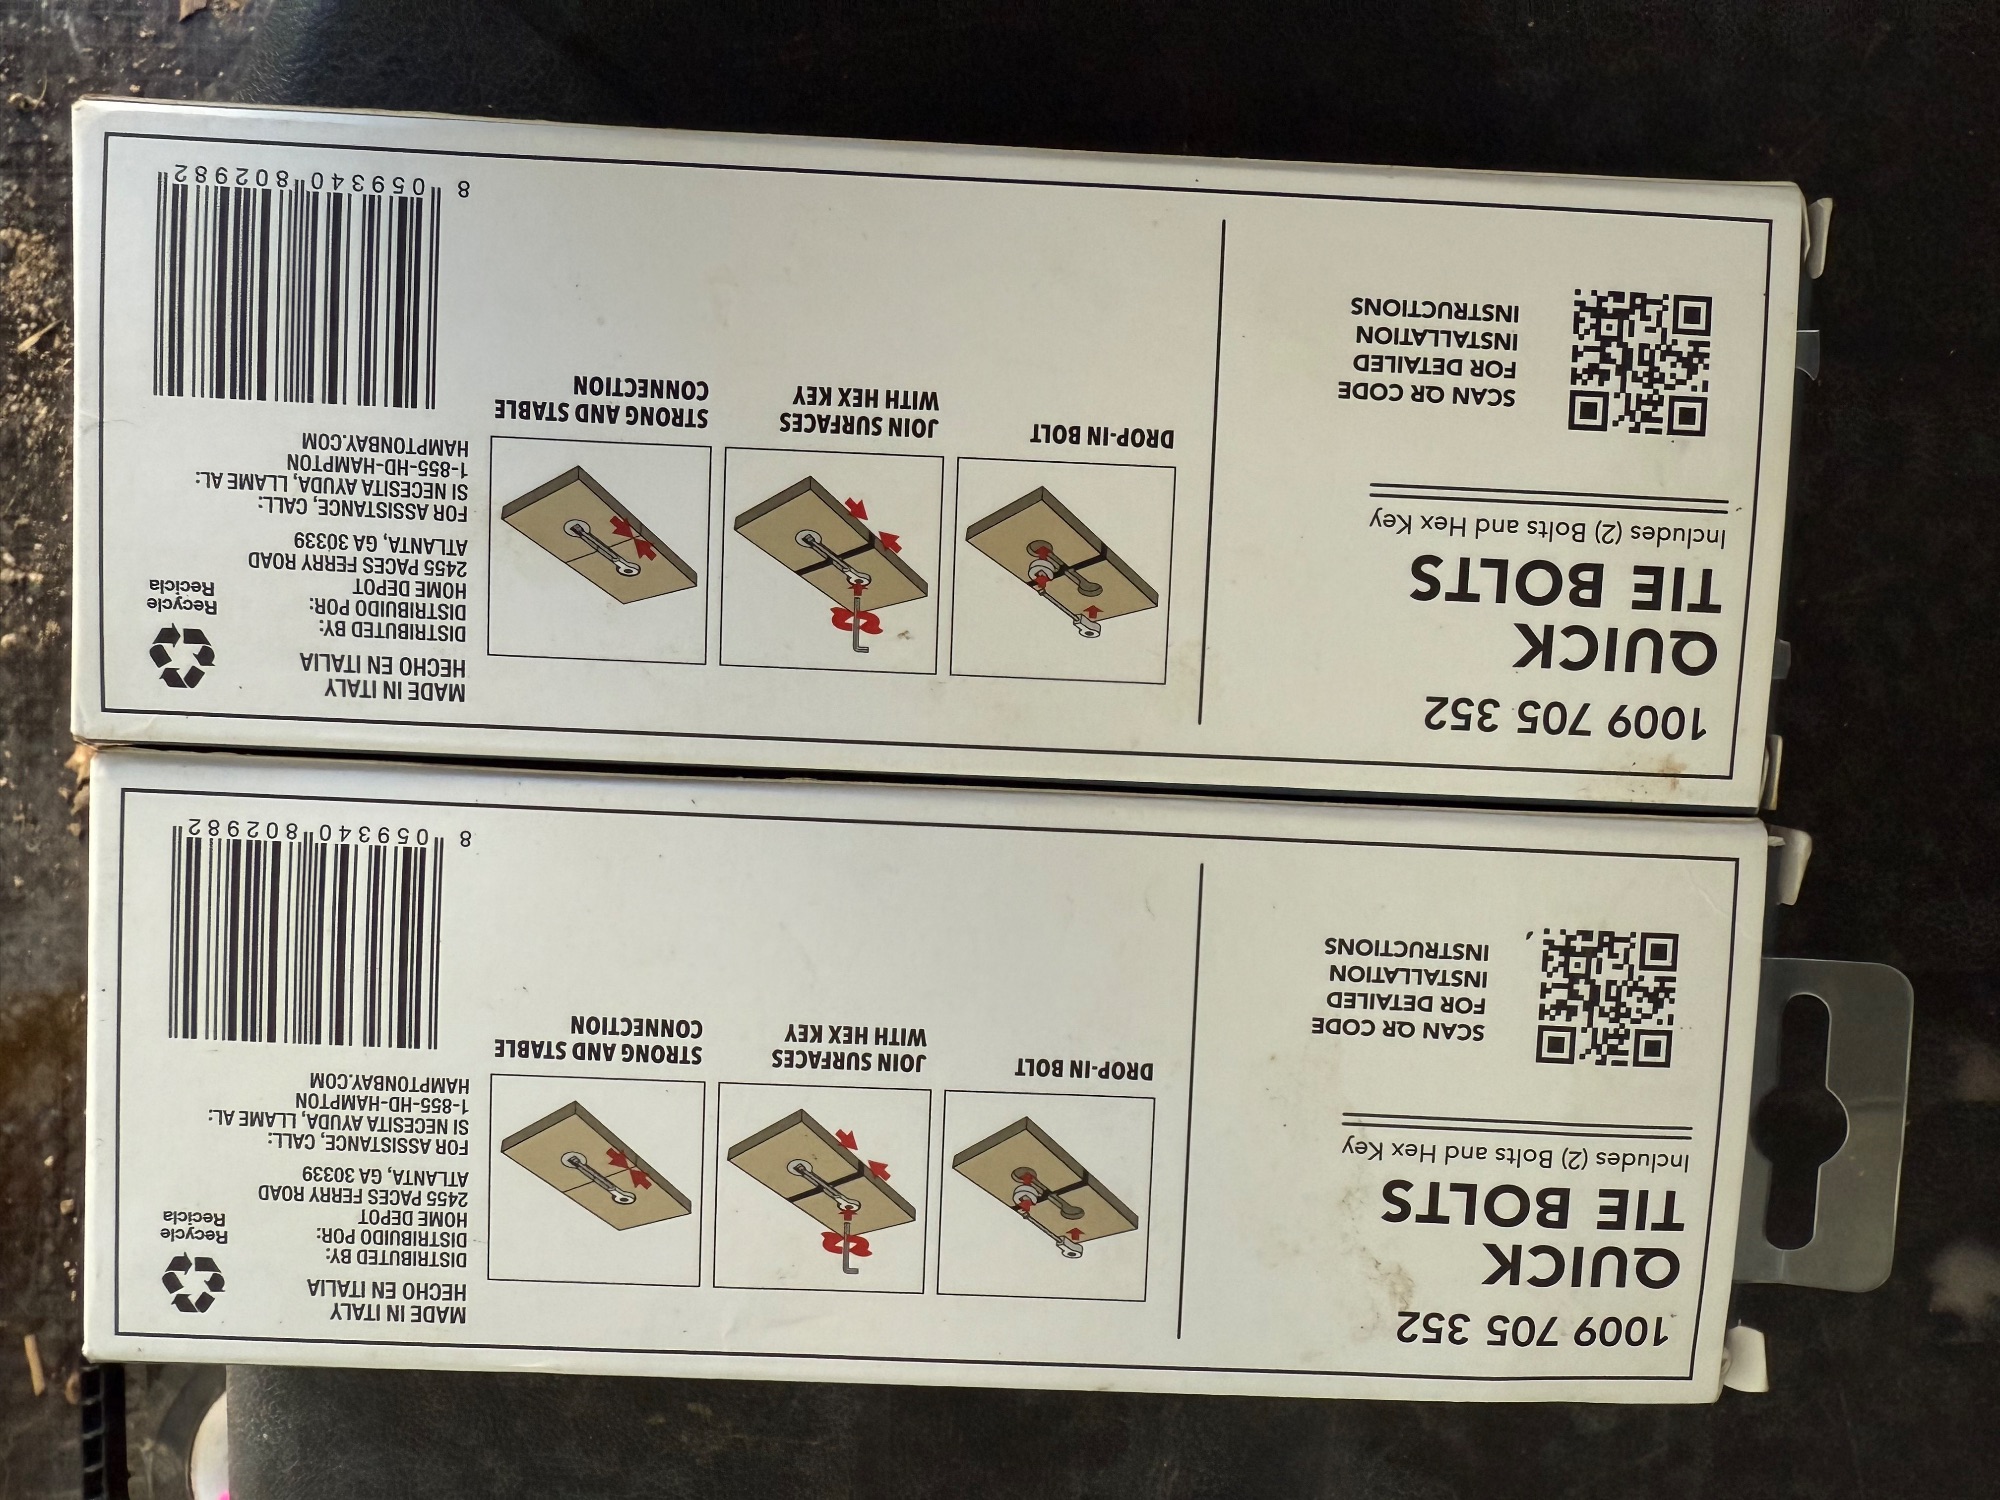 1009 705 352
QUICK
TIE BOLTS
Includes (2) Bolts and Hex Key
SCAN QR CODE
FOR DETAILED
INSTALLATION
INSTRUCTIONS
DROP-IN BOLT
JOIN SURFACES
WITH HEX KEY
STRONG AND STABLE
CONNECTION
MADE IN ITALY
HECHO EN ITALIA
DISTRIBUTED BY:
DISTRIBUIDO POR:
HOME DEPOT
2455 PACES FERRY ROAD
ATLANTA, GA 30339
FOR ASSISTANCE, CALL:
SI NECESITA AYUDA, LLAME AL:
1-855-HD-HAMPTON
HAMPTONBAY.COM
Recycle
Recicla
8 05934 0 802982
1009 705 352
QUICK
TIE BOLTS
Includes (2) Bolts and Hex Key
SCAN QR CODE
FOR DETAILED
INSTALLATION
INSTRUCTIONS
DROP-IN BOLT
JOIN SURFACES
WITH HEX KEY
STRONG AND STABLE
CONNECTION
MADE IN ITALY
HECHO EN ITALIA
DISTRIBUTED BY:
DISTRIBUIDO POR:
HOME DEPOT
2455 PACES FERRY ROAD
ATLANTA, GA 30339
FOR ASSISTANCE, CALL:
SI NECESITA AYUDA, LLAME AL:
1-855-HD-HAMPTON
HAMPTONBAY.COM
Recycle
Recicla
8 059340 802982